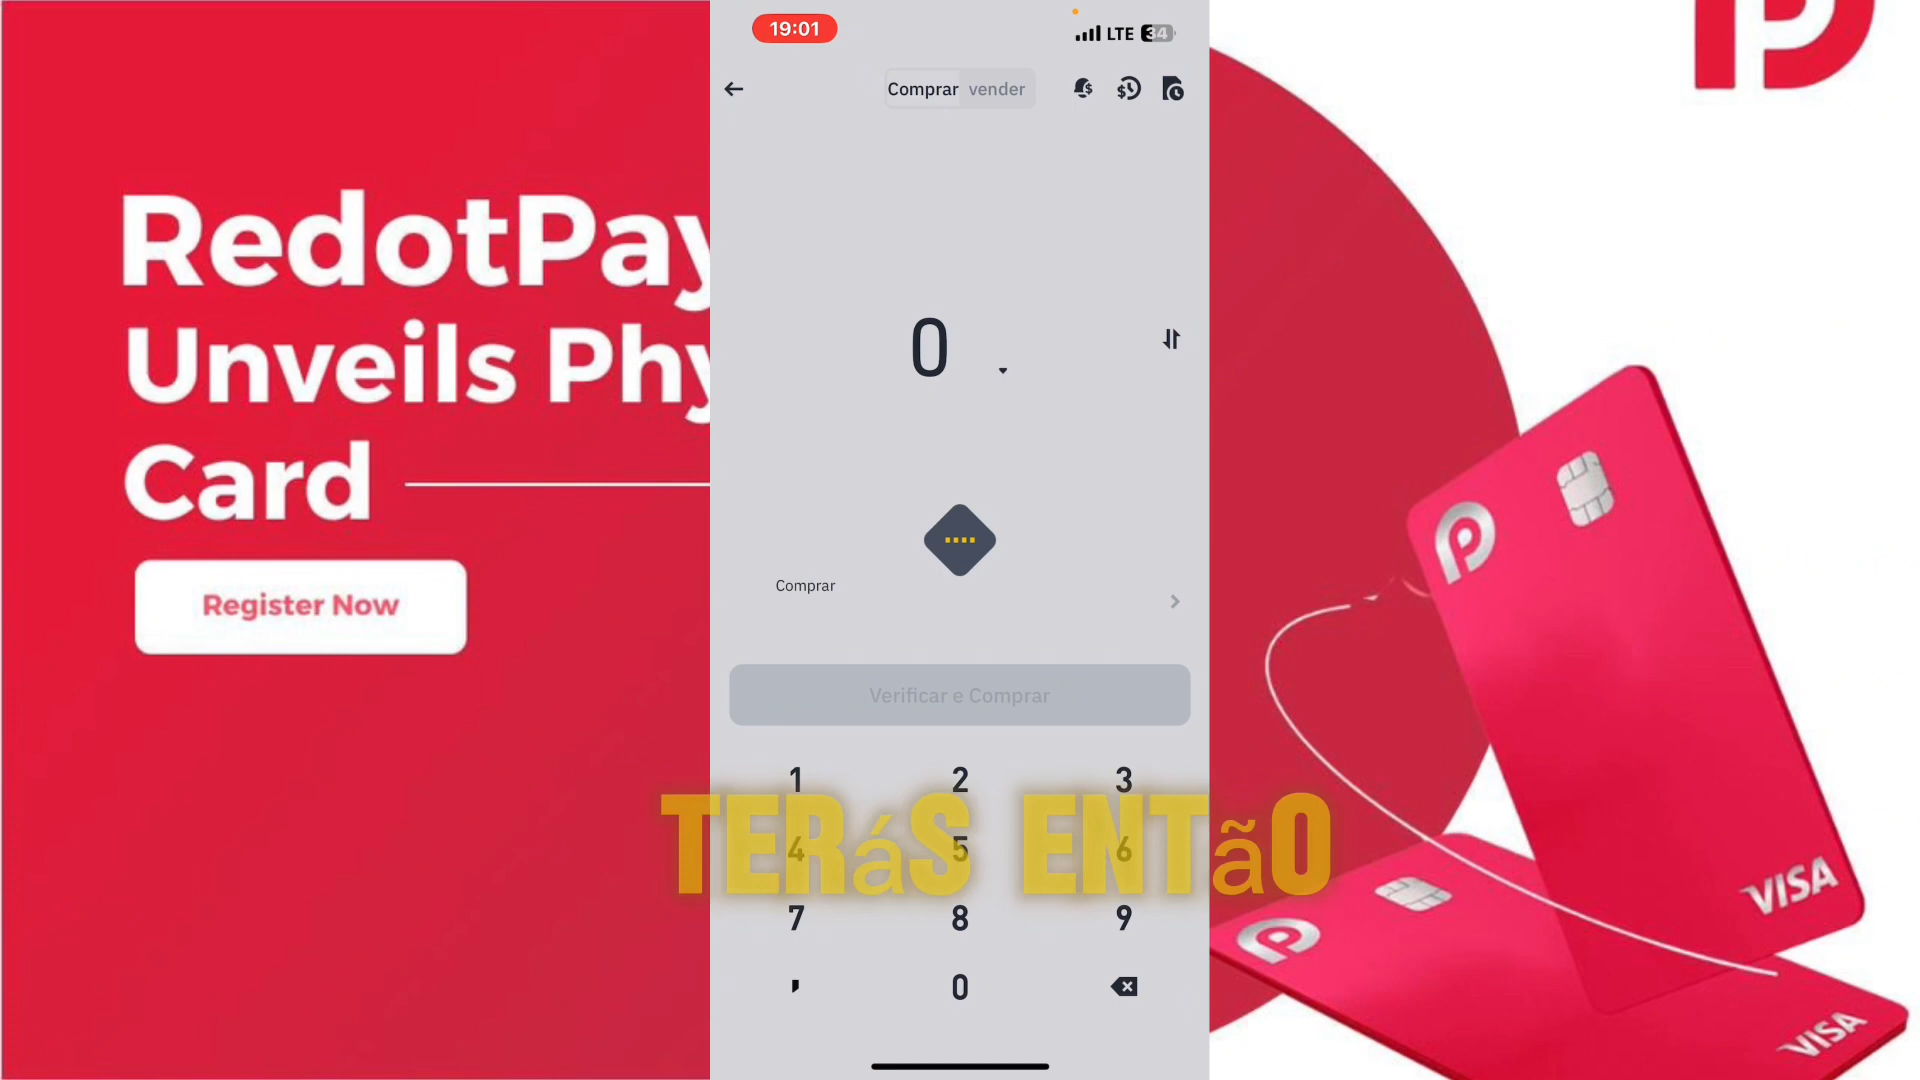 RedotPay
Unveils Phy
Card
Register Now
19:01
LTE 34
Comprar vender
0
Comprar
Verificar e Comprar
1 2 3
4 5 6
TERáS ENTãO
7 8 9
, 0
VISA
VISA